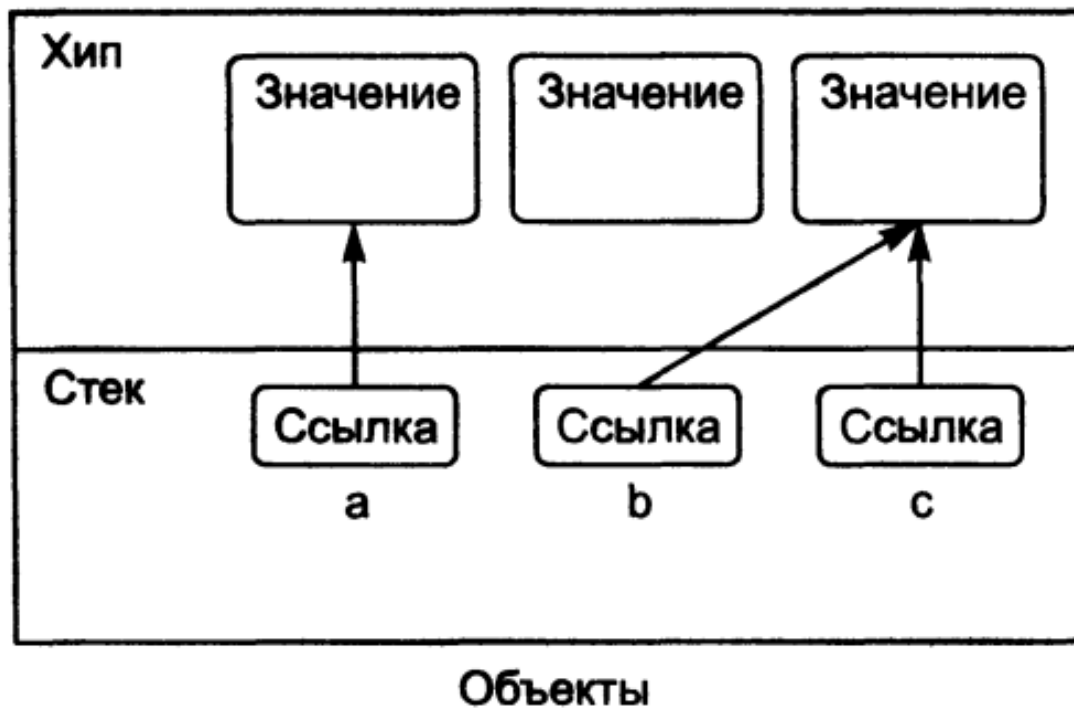 Хип
Значение Значение Значение
Стек
Ссылка Ссылка Ссылка
a b c
Объекты